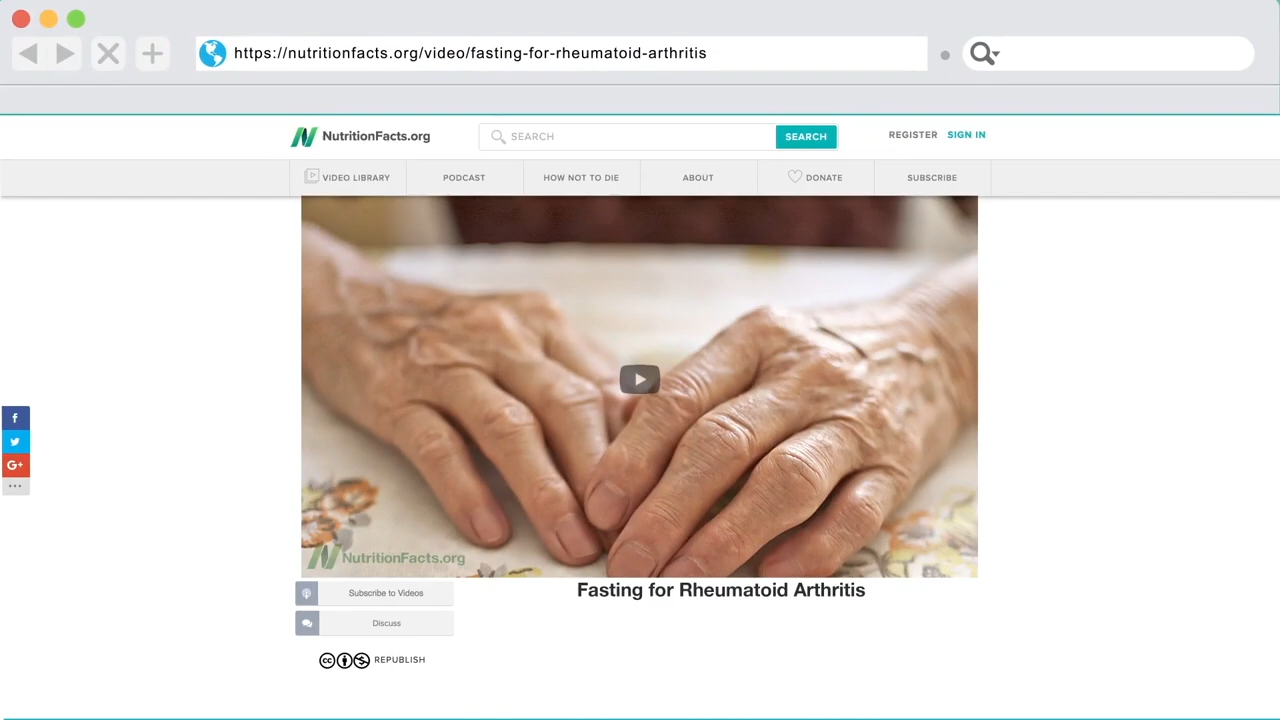 https://nutritionfacts.org/video/fasting-for-rheumatoid-arthritis
NutritionFacts.org
SEARCH
SEARCH
REGISTER
SIGN IN
VIDEO LIBRARY
PODCAST
HOW NOT TO DIE
ABOUT
DONATE
SUBSCRIBE
f
G+
NutritionFacts.org
Subscribe to Videos
Fasting for Rheumatoid Arthritis
Discuss
cc
REPUBLISH